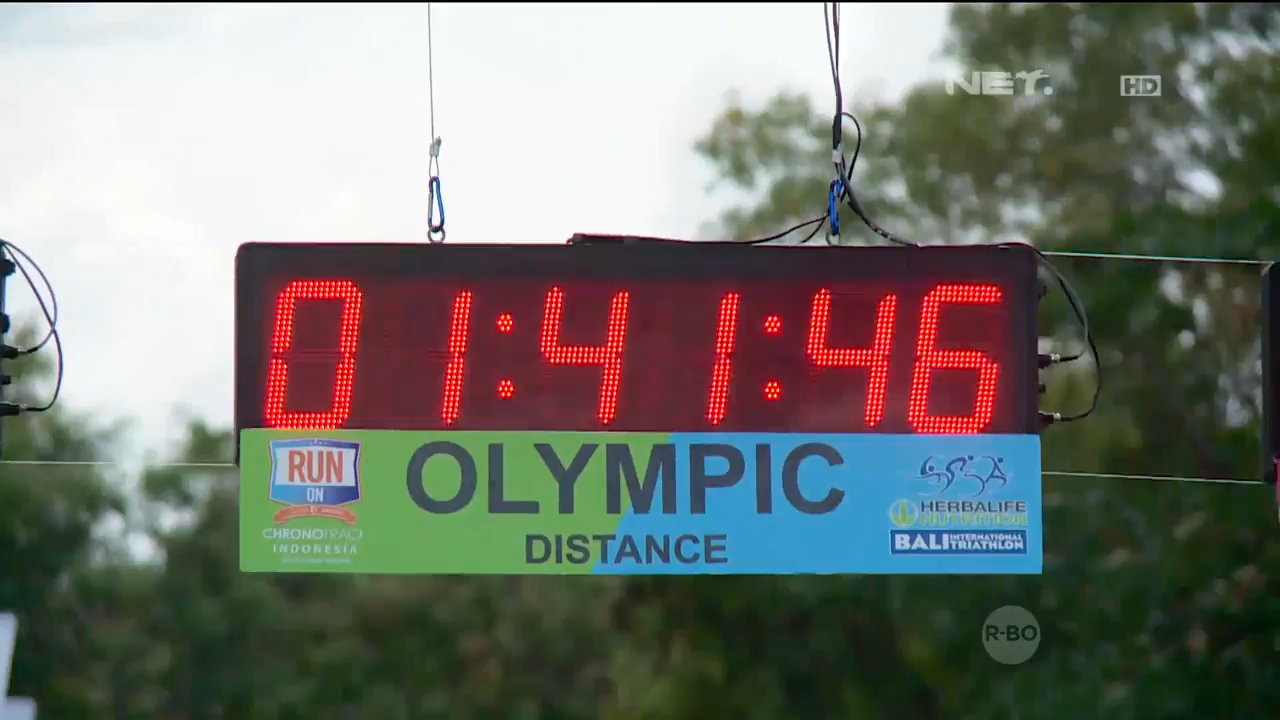 NET.
HD
01:41:46
RUN
ON
CHRONOTRACK
INDONESIA
OLYMPIC
DISTANCE
HERBALIFE
NUTRITION
BALI INTERNATIONAL TRIATHLON
R-BO